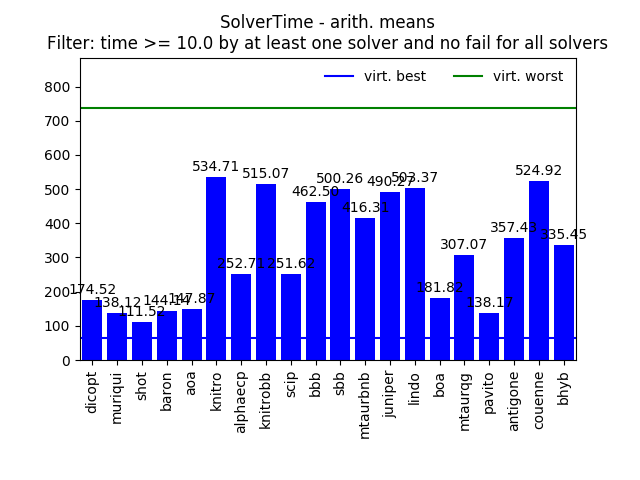 SolverTime - arith. means
Filter: time >= 10.0 by at least one solver and no fail for all solvers
virt. best
virt. worst
800
700
600
500
400
300
200
100
0
174.52
138.12
111.52
144.14
147.87
534.71
252.71
515.07
251.62
462.50
500.26
416.31
490.27
503.37
181.82
307.07
138.17
357.43
524.92
335.45
dicopt
muriqui
shot
baron
aoa
knitro
alphaecp
knitrobb
scip
bbb
sbb
mtaurbnb
juniper
lindo
boa
mtaurqg
pavito
antigone
couenne
bhyb